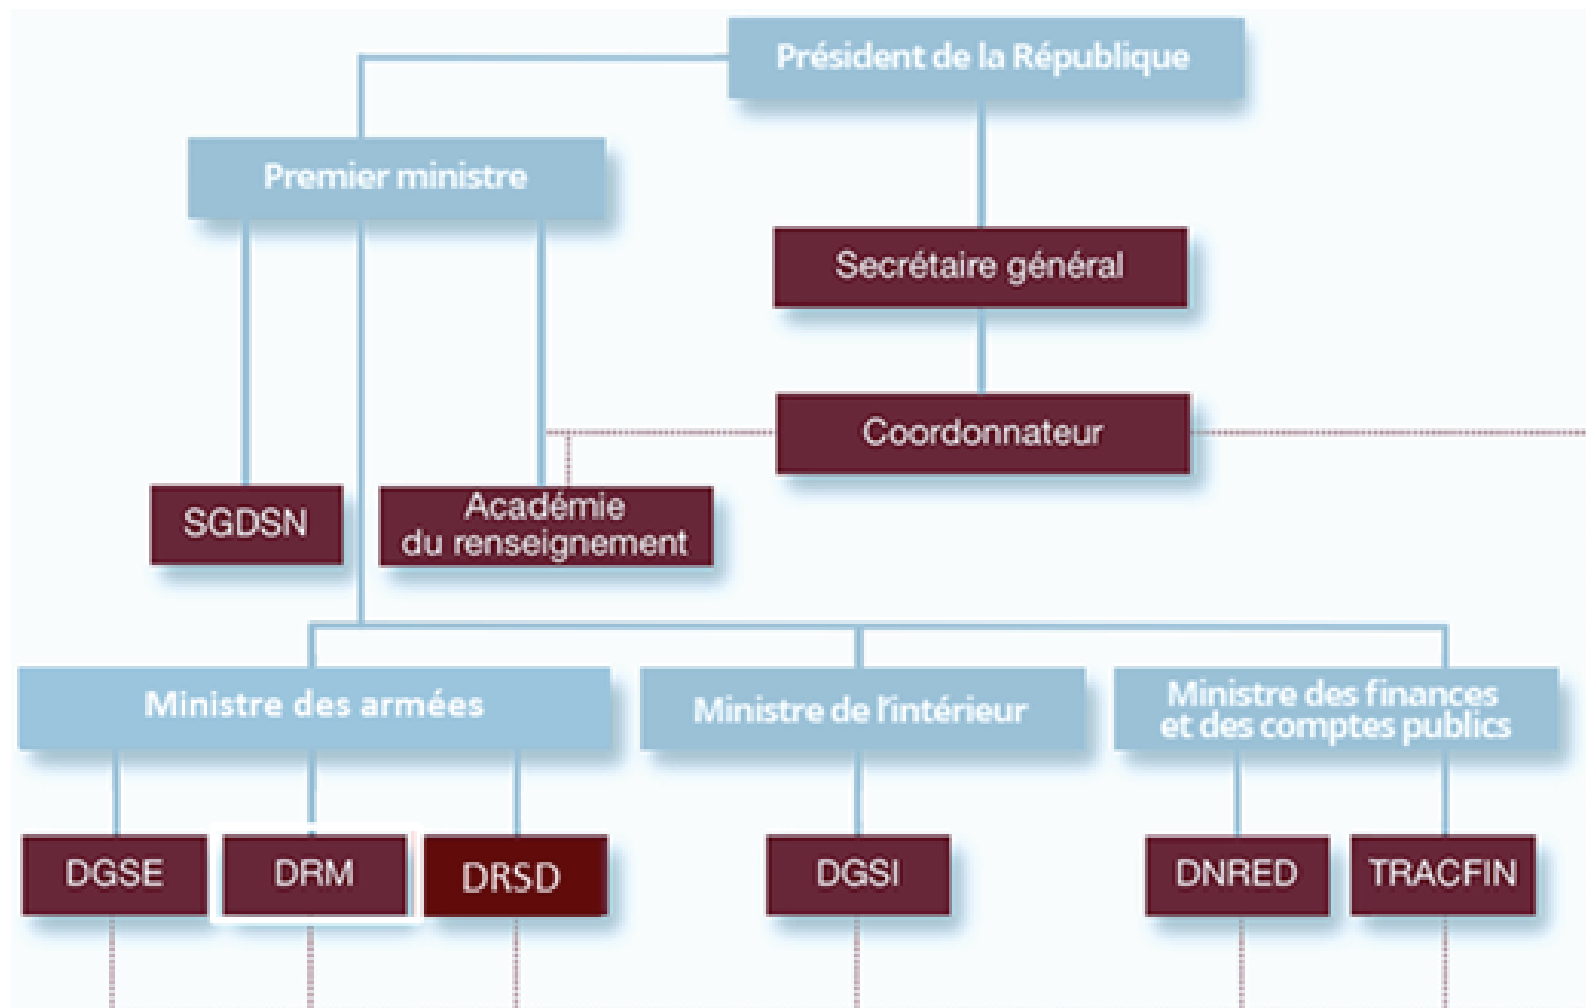 Président de la République
Premier ministre
Secrétaire général
Coordonnateur
SGDSN
Académie
du renseignement
Ministre des armées
Ministre de l'intérieur
Ministre des finances
et des comptes publics
DGSE
DRM
DRSD
DGSI
DNRED
TRACFIN